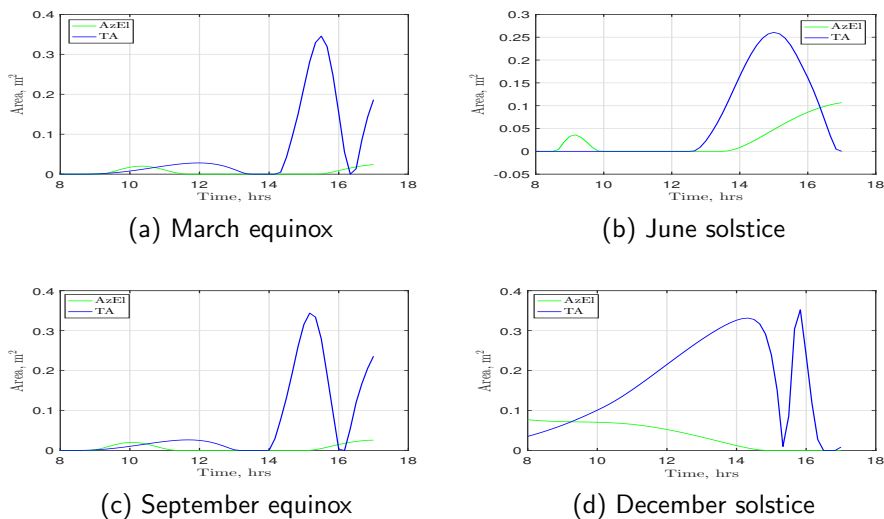 AzEl
TA
Area, m²
0.4
0.3
0.2
0.1
0
8 10 12 14 16 18
Time, hrs
(a) March equinox
AzEl
TA
Area, m²
0.3
0.25
0.2
0.15
0.1
0.05
0
-0.05
8 10 12 14 16 18
Time, hrs
(b) June solstice
AzEl
TA
Area, m²
0.4
0.3
0.2
0.1
0
8 10 12 14 16 18
Time, hrs
(c) September equinox
AzEl
TA
Area, m²
0.4
0.3
0.2
0.1
0
8 10 12 14 16 18
Time, hrs
(d) December solstice